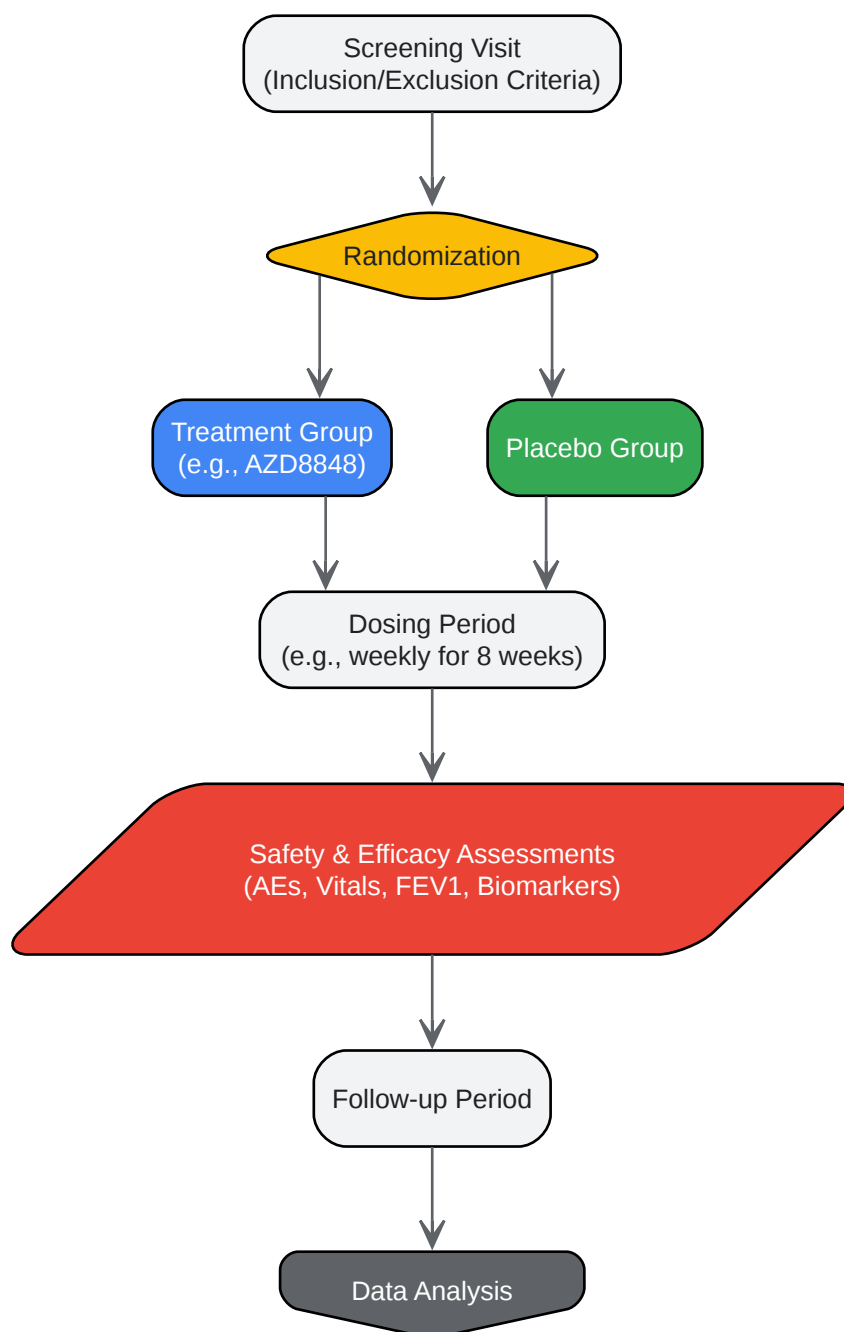 Screening Visit
(Inclusion/Exclusion Criteria)
Randomization
Treatment Group
(e.g., AZD8848)
Placebo Group
Dosing Period
(e.g., weekly for 8 weeks)
Safety & Efficacy Assessments
(AEs, Vitals, FEV1, Biomarkers)
Follow-up Period
Data Analysis